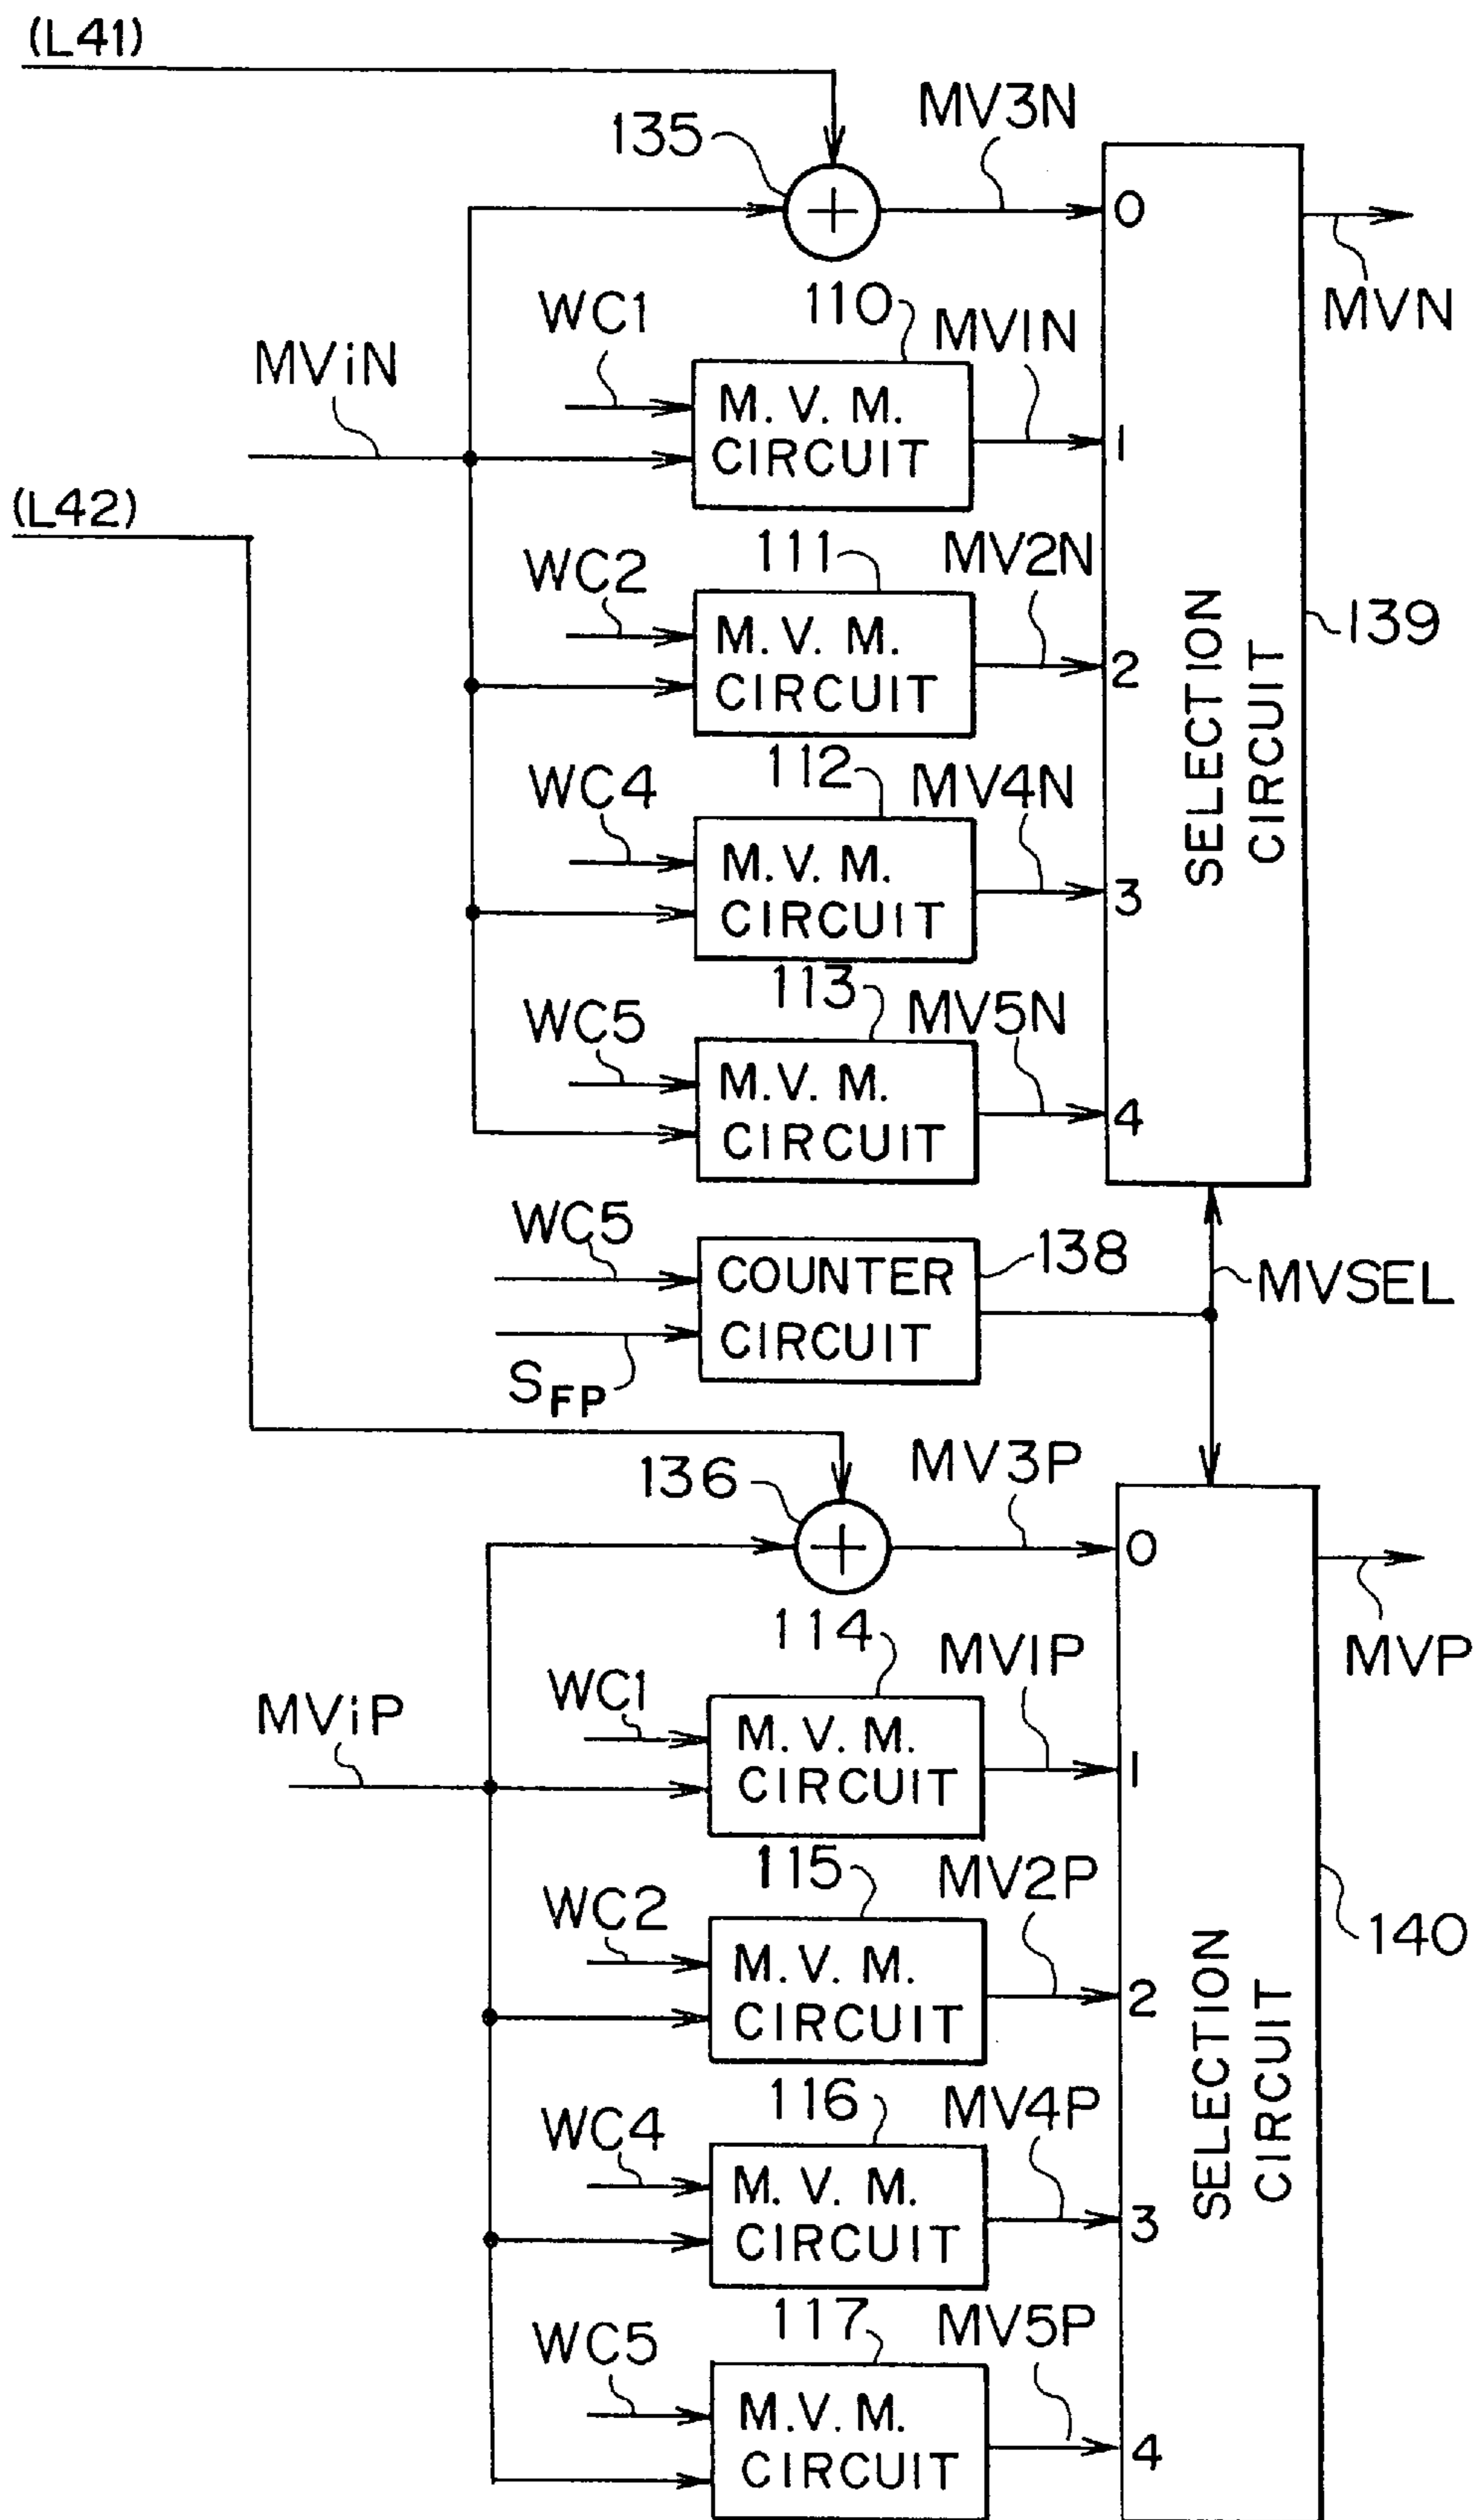 (L41)
135
MV3N
0
MVN
WC1
110
MV1N
MViN
M. V. M.
CIRCUIT
1
(L42)
WC2
111
MV2N
M. V. M.
CIRCUIT
2
SELECTION
CIRCUIT
139
WC4
112
MV4N
M. V. M.
CIRCUIT
3
WC5
113
MV5N
M. V. M.
CIRCUIT
4
WC5
COUNTER
CIRCUIT
138
MVSEL
SFP
136
MV3P
0
MVP
114
MV1P
WC1
MViP
M. V. M.
CIRCUIT
1
115
MV2P
WC2
M. V. M.
CIRCUIT
2
SELECTION
CIRCUIT
140
116
MV4P
WC4
M. V. M.
CIRCUIT
3
117
MV5P
WC5
M. V. M.
CIRCUIT
4